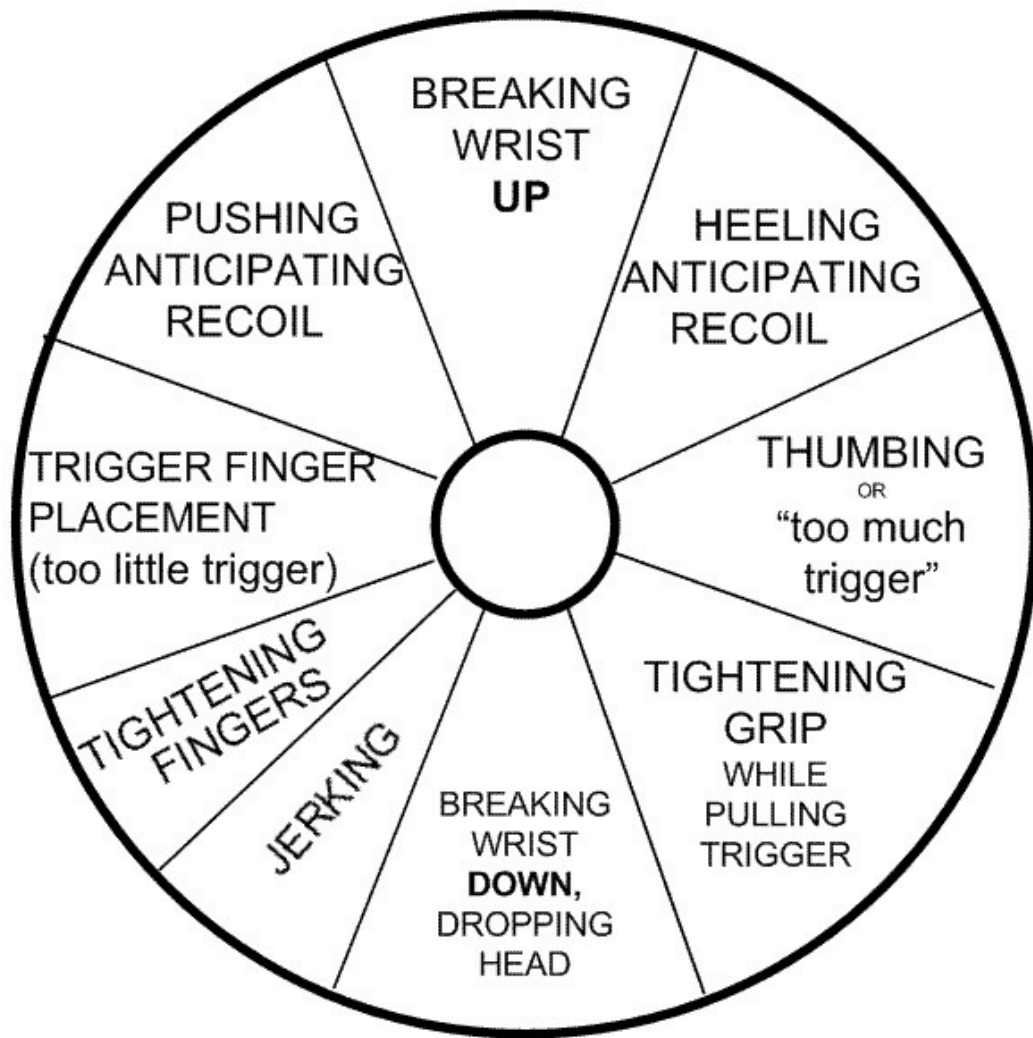 BREAKING
WRIST
UP
HEELING
ANTICIPATING
RECOIL
THUMBING
OR
“too much
trigger”
TIGHTENING
GRIP
WHILE
PULLING
TRIGGER
BREAKING
WRIST
DOWN,
DROPPING
HEAD
JERKING
TIGHTENING
FINGERS
TRIGGER FINGER
PLACEMENT
(too little trigger)
PUSHING
ANTICIPATING
RECOIL